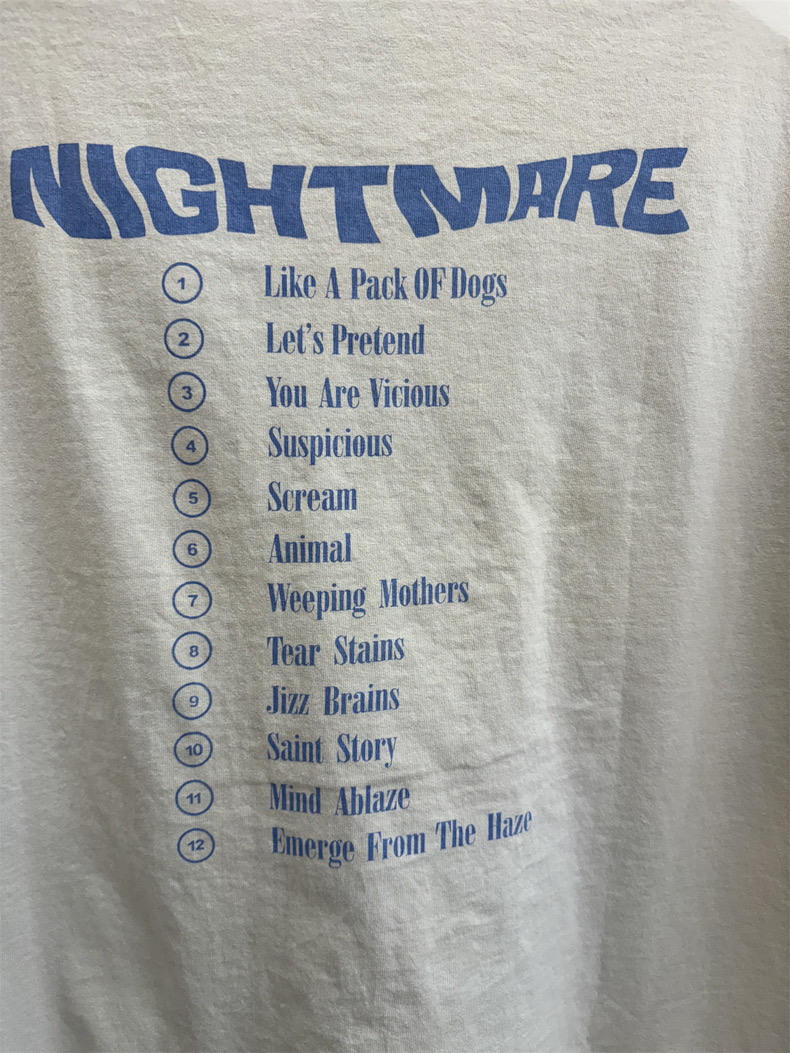 NIGHTMARE
1 Like A Pack OF Dogs
2 Let's Pretend
3 You Are Vicious
4 Suspicious
5 Scream
6 Animal
7 Weeping Mothers
8 Tear Stains
9 Jizz Brains
10 Saint Story
11 Mind Ablaze
12 Emerge From The Haze